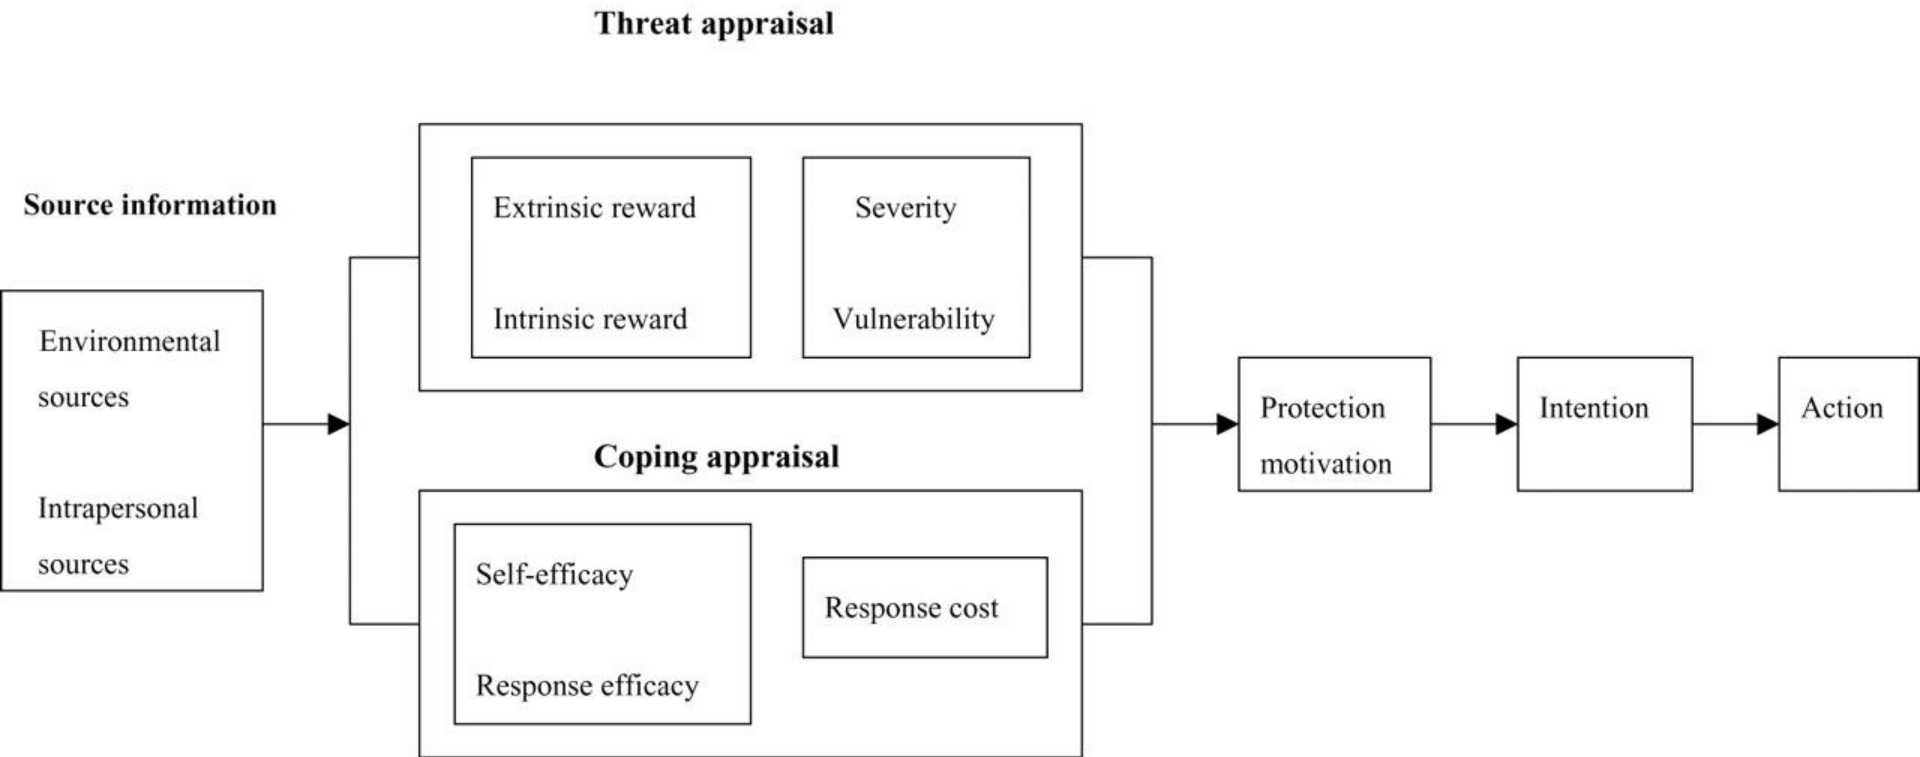 Threat appraisal
Source information
Environmental
sources
Intrapersonal
sources
Extrinsic reward
Intrinsic reward
Severity
Vulnerability
Coping appraisal
Self-efficacy
Response efficacy
Response cost
Protection
motivation
Intention
Action